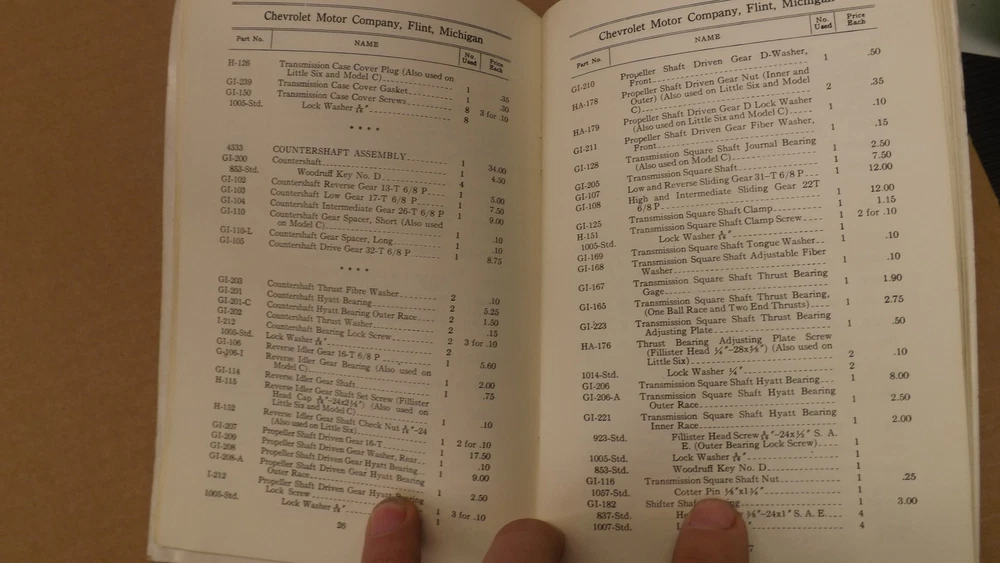 Chevrolet Motor Company, Flint, Michigan
Part No. NAME No. Used Price Each
H-126 Transmission Case Cover Plug (Also used on
Little Six and Model C) 1 .35
GI-239 Transmission Case Cover Gasket 1 .30
GI-150 Transmission Case Cover Screws 8 3 for .10
1005-Std. Lock Washer 5/16" 8
* * * *
4333 COUNTERSHAFT ASSEMBLY 1 34.00
GI-200 Countershaft 1 4.50
853-Std. Woodruff Key No. D 4
GI-102 Countershaft Reverse Gear 13-T 6/8 P 1 5.00
GI-103 Countershaft Low Gear 17-T 6/8 P 1 7.50
GI-104 Countershaft Intermediate Gear 26-T 6/8 P 1 9.00
GI-110 Countershaft Gear Spacer, Short (Also used
on Model C) 1 .10
GI-110-L Countershaft Gear Spacer, Long 1 .10
GI-105 Countershaft Drive Gear 32-T 6/8 P 1 8.75
* * * *
GI-203 Countershaft Thrust Fibre Washer 2 .10
GI-201 Countershaft Hyatt Bearing 2 5.25
GI-201-C Countershaft Hyatt Bearing Outer Race 2 1.50
GI-202 Countershaft Thrust Washer 2 .15
I-212 Countershaft Bearing Lock Screw 2 3 for .10
1005-Std. Lock Washer 5/16" 2
GI-106 Reverse Idler Gear 16-T 6/8 P 1 5.60
GI-106-1 Reverse Idler Gear Bearing (Also used on
Model C) 1 2.00
GI-114 Reverse Idler Gear Shaft 1 .75
H-115 Reverse Idler Gear Shaft Set Screw (Fillister
Head Cap
Little Six and Model C) 1 .10
H-132 Reverse Idler Gear Shaft Check Nut
(Also used on Little Six) 1 2 for .10
GI-207 Propeller Shaft Driven Gear 16-T 1 17.50
GI-209 Propeller Shaft Driven Gear Washer, Rear 1 .10
GI-208 Propeller Shaft Driven Gear Hyatt Bearing 1 9.00
GI-208-A Propeller Shaft Driven Gear Hyatt Bearing
Outer Race 1 2.50
I-212 Propeller Shaft Driven Gear Hyatt Bearing
Lock Screw 1 3 for .10
1005-Std. Lock Washer 5/16" 1
26
Chevrolet Motor Company, Flint, Michigan
Part No. NAME No. Used Price Each
GI-210 Propeller Shaft Driven Gear D-Washer,
Front 1 .50
HA-178 Propeller Shaft Driven Gear Nut (Inner and
Outer) (Also used on Little Six and Model
C) 2 .35
HA-179 Propeller Shaft Driven Gear D Lock Washer
(Also used on Little Six and Model C) 1 .10
GI-211 Propeller Shaft Driven Gear Fiber Washer,
Front 1 .15
GI-128 Transmission Square Shaft Journal Bearing
(Also used on Model C) 1 2.50
GI-205 Transmission Square Shaft 1 7.50
GI-107 Low and Reverse Sliding Gear 31-T 6/8 P 1 12.00
GI-108 High and Intermediate Sliding Gear 22T
6/8 P 1 12.00
GI-125 Transmission Square Shaft Clamp 1 1.15
H-151 Transmission Square Shaft Clamp Screw 1 2 for .10
1005-Std. Lock Washer 5/16" 1
GI-169 Transmission Square Shaft Tongue Washer 1 .10
GI-168 Transmission Square Shaft Adjustable Fiber
Washer 1 .10
GI-167 Transmission Square Shaft Thrust Bearing
Gage 1 1.90
GI-165 Transmission Square Shaft Thrust Bearing,
(One Ball Race and Two End Thrusts) 1 2.75
GI-223 Transmission Square Shaft Thrust Bearing
Adjusting Plate 1 .50
HA-176 Thrust Bearing Adjusting Plate Screw
(Fillister Head (Also used on
Little Six) 2 .10
1014-Std. Lock Washer 1/4" 2
GI-206 Transmission Square Shaft Hyatt Bearing 1 8.00
GI-206-A Transmission Square Shaft Hyatt Bearing
Outer Race 1 2.50
GI-221 Transmission Square Shaft Hyatt Bearing
Inner Race 1 2.00
923-Std. Fillister Head Screw S. A.
E. (Outer Bearing Lock Screw) 1
1005-Std. Lock Washer 5/16" 1
853-Std. Woodruff Key No. D 1
GI-116 Transmission Square Shaft Nut 1 .25
1057-Std. Cotter Pin 1
GI-182 Shifter 1 3.00
837-Std. -24x1" S. A. E. 4
1007-Std. 4